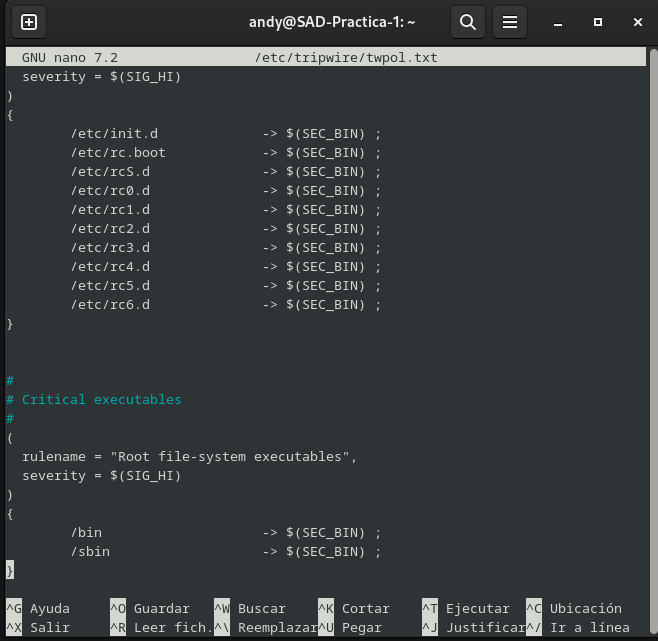 andy@SAD-Practica-1: ~
GNU nano 7.2 /etc/tripwire/twpol.txt
severity = $(SIG_HI)
)
{
/etc/init.d -> $(SEC_BIN) ;
/etc/rc.boot -> $(SEC_BIN) ;
/etc/rcS.d -> $(SEC_BIN) ;
/etc/rc0.d -> $(SEC_BIN) ;
/etc/rc1.d -> $(SEC_BIN) ;
/etc/rc2.d -> $(SEC_BIN) ;
/etc/rc3.d -> $(SEC_BIN) ;
/etc/rc4.d -> $(SEC_BIN) ;
/etc/rc5.d -> $(SEC_BIN) ;
/etc/rc6.d -> $(SEC_BIN) ;
}
#
# Critical executables
#
(
rulename = "Root file-system executables",
severity = $(SIG_HI)
)
{
/bin -> $(SEC_BIN) ;
/sbin -> $(SEC_BIN) ;
}
^G Ayuda ^O Guardar ^W Buscar ^K Cortar ^T Ejecutar ^C Ubicación
^X Salir ^R Leer fich. ^\ Reemplazar ^U Pegar ^J Justificar ^/ Ir a línea